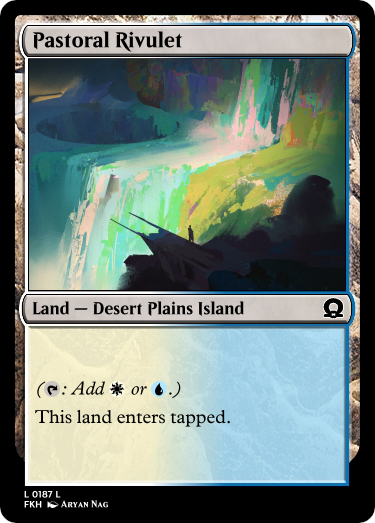 Pastoral Rivulet
Land — Desert Plains Island
(: Add or .)
This land enters tapped.
L 0187 L
FKH Aryan Nag